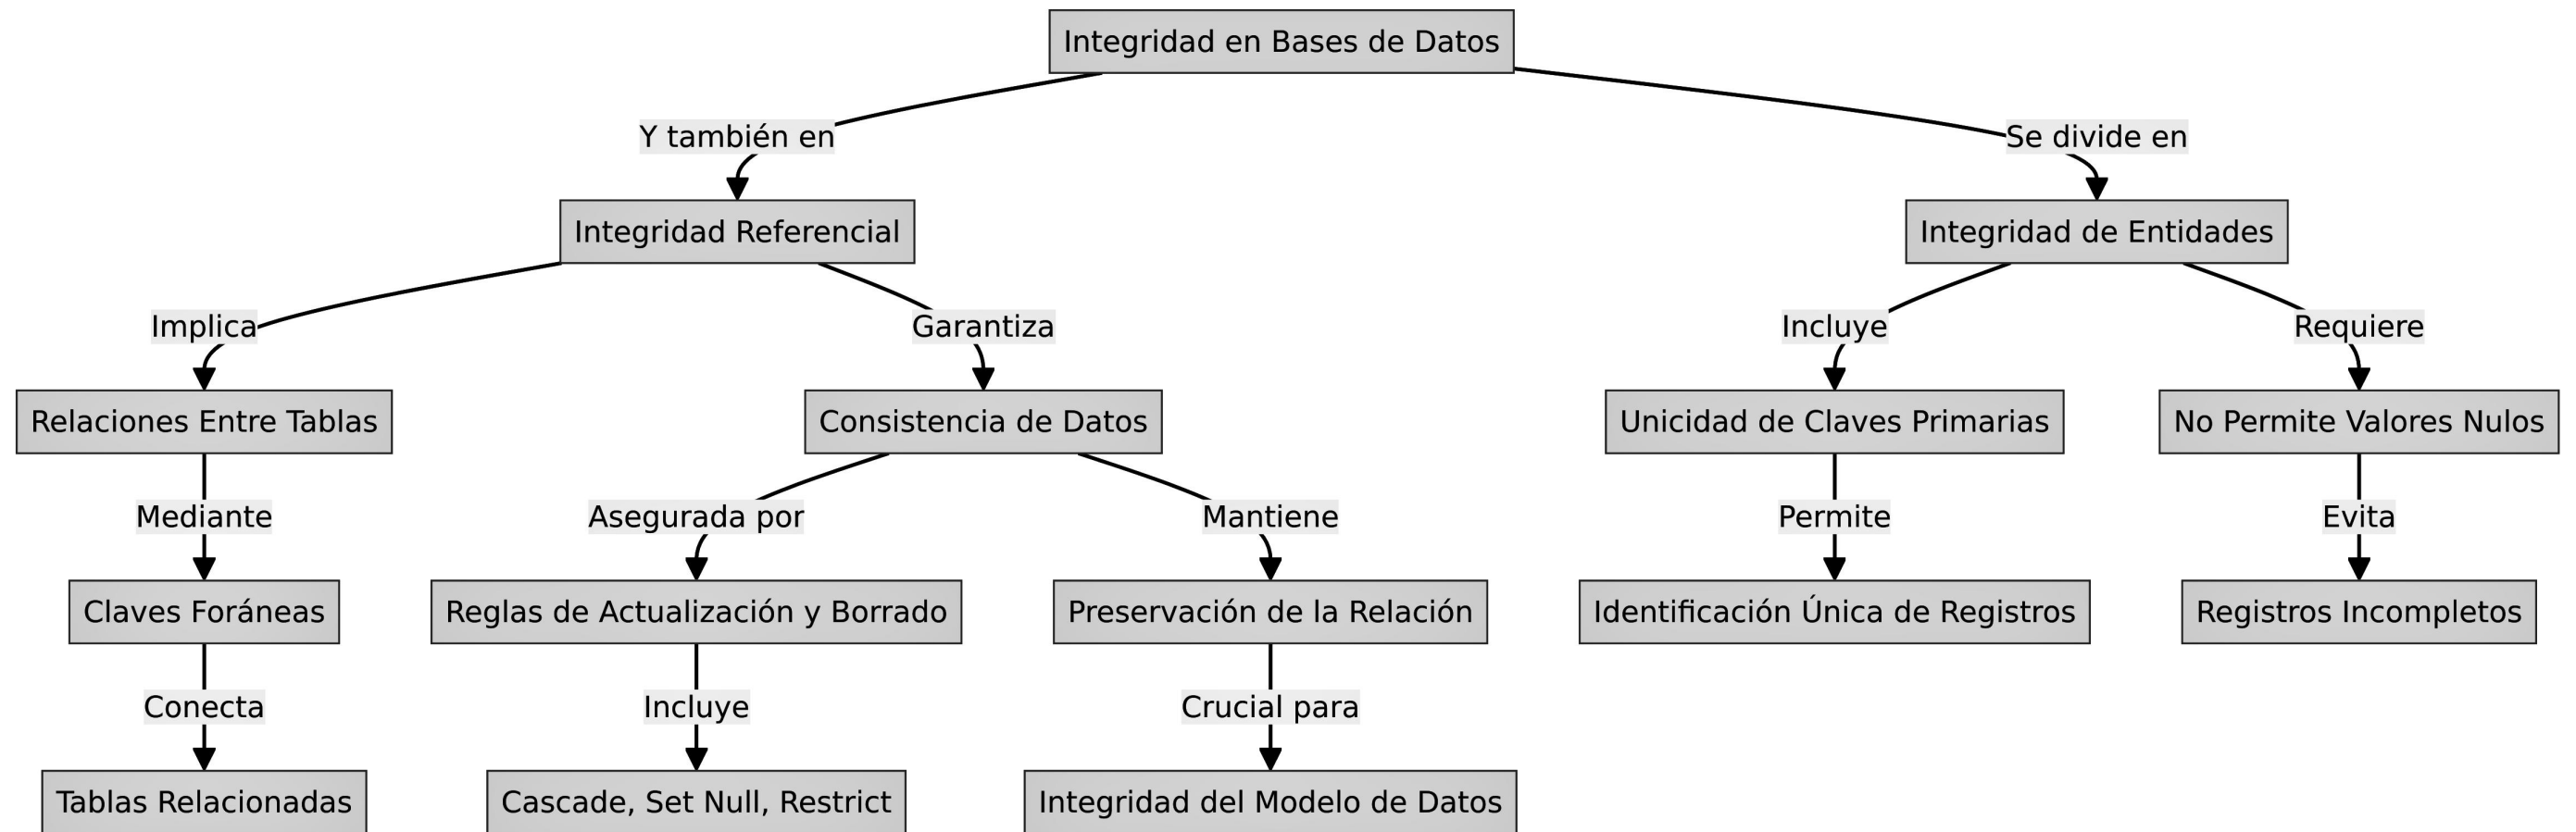 Integridad en Bases de Datos
Y también en
Se divide en
Integridad Referencial
Integridad de Entidades
Implica
Garantiza
Incluye
Requiere
Relaciones Entre Tablas
Consistencia de Datos
Unicidad de Claves Primarias
No Permite Valores Nulos
Mediante
Asegurada por
Mantiene
Permite
Evita
Claves Foráneas
Reglas de Actualización y Borrado
Preservación de la Relación
Identificación Única de Registros
Registros Incompletos
Conecta
Incluye
Crucial para
Tablas Relacionadas
Cascade, Set Null, Restrict
Integridad del Modelo de Datos